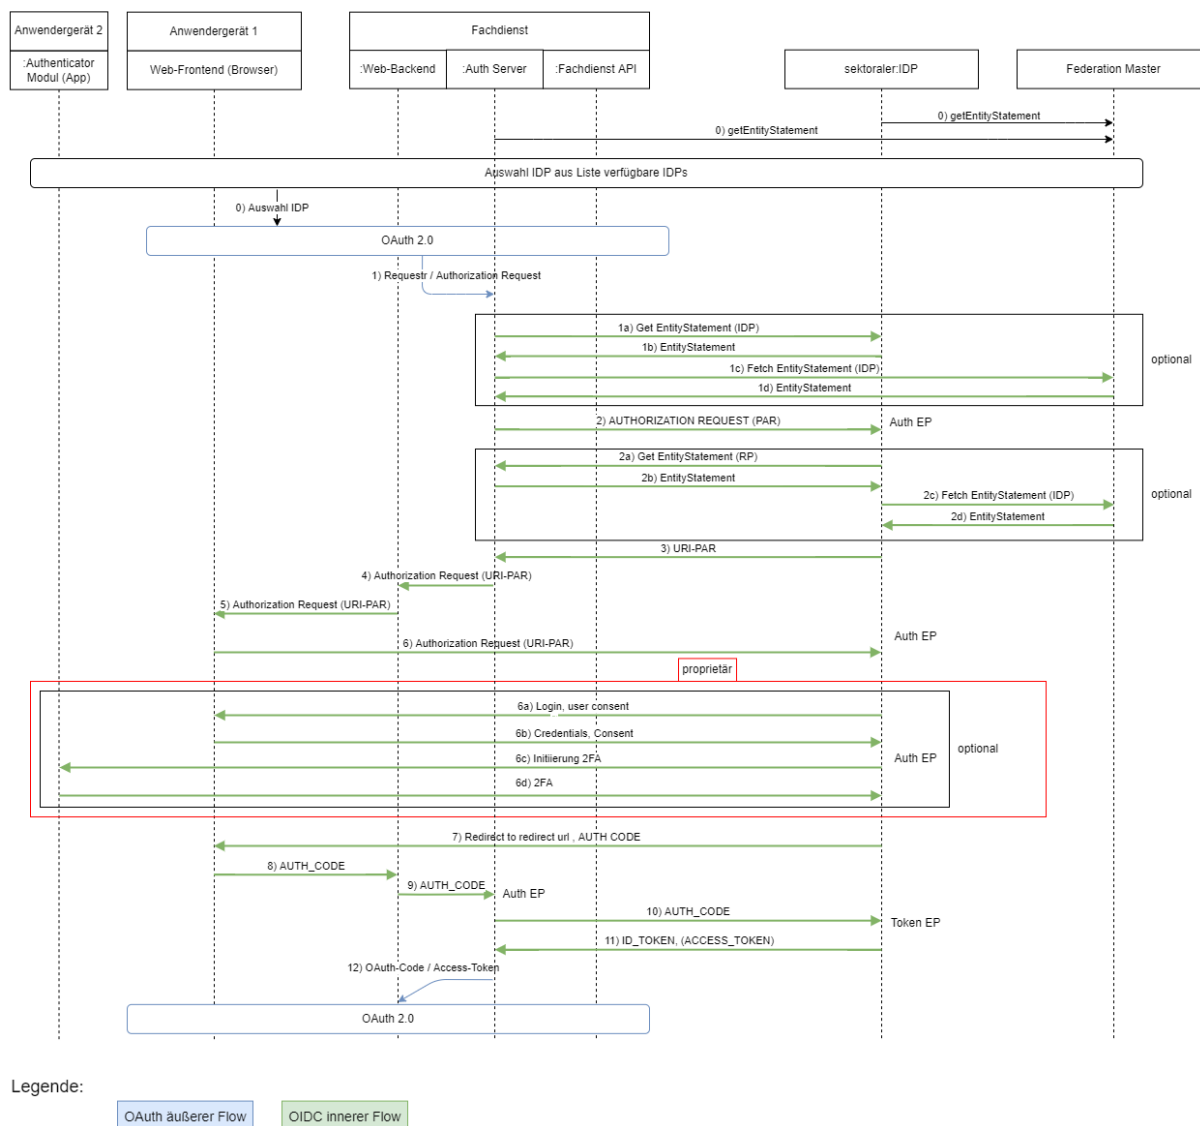 Anwendergerät 2
Anwendergerät 1
Fachdienst
:Authenticator
Modul (App)
Web-Frontend (Browser)
:Web-Backend
:Auth Server
:Fachdienst API
sektoraler:IDP
Federation Master
0) getEntityStatement
0) getEntityStatement
Auswahl IDP aus Liste verfügbare IDPs
0) Auswahl IDP
OAuth 2.0
1) Requestr / Authorization Request
1a) Get EntityStatement (IDP)
1b) EntityStatement
optional
1c) Fetch EntityStatement (IDP)
1d) EntityStatement
2) AUTHORIZATION REQUEST (PAR)
Auth EP
2a) Get EntityStatement (RP)
2b) EntityStatement
optional
2c) Fetch EntityStatement (IDP)
2d) EntityStatement
3) URI-PAR
4) Authorization Request (URI-PAR)
5) Authorization Request (URI-PAR)
6) Authorization Request (URI-PAR)
Auth EP
proprietär
6a) Login, user consent
6b) Credentials, Consent
optional
6c) Initiierung 2FA
Auth EP
6d) 2FA
7) Redirect to redirect url , AUTH CODE
8) AUTH_CODE
9) AUTH_CODE
Auth EP
10) AUTH_CODE
Token EP
11) ID_TOKEN, (ACCESS_TOKEN)
12) OAuth-Code / Access-Token
OAuth 2.0
Legende:
OAuth äußerer Flow
OIDC innerer Flow